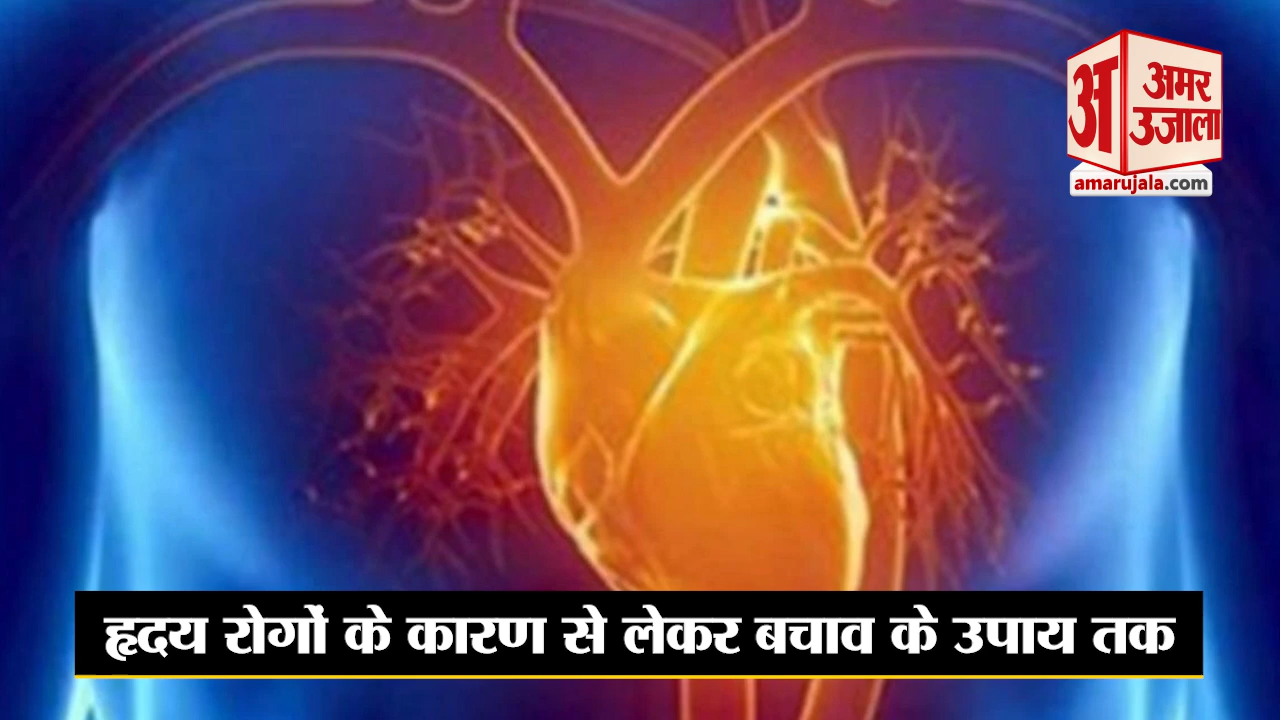 अ
अमर
उजाला
amarujala.com
हृदय रोगों के कारण से लेकर बचाव के उपाय तक